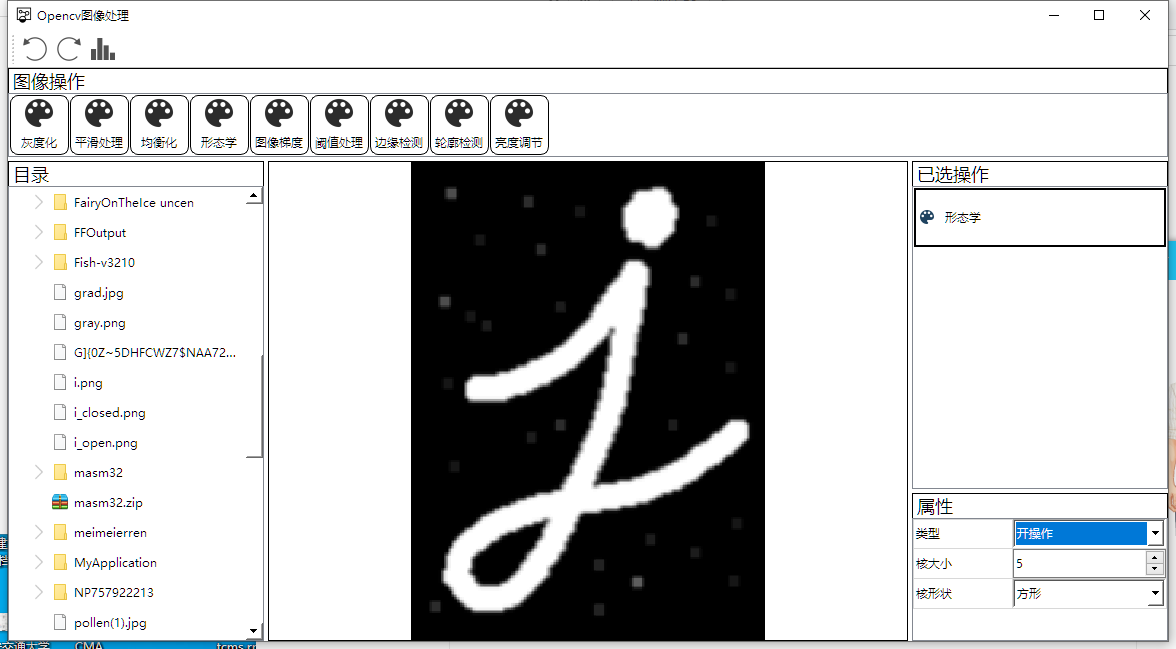 Opencv图像处理
图像操作
灰度化 平滑处理 均衡化 形态学 图像梯度 阈值处理 边缘检测 轮廓检测 亮度调节
目录
FairyOnTheIce uncen
FFOutput
Fish-v3210
grad.jpg
gray.png
G]{0Z~5DHFCWZ7$NAA72...
i.png
i_closed.png
i_open.png
masm32
masm32.zip
meimeierren
MyApplication
NP757922213
pollen(1).jpg
i
已选操作
形态学
属性
类型 开操作
核大小 5
核形状 方形
交通大学 CMA